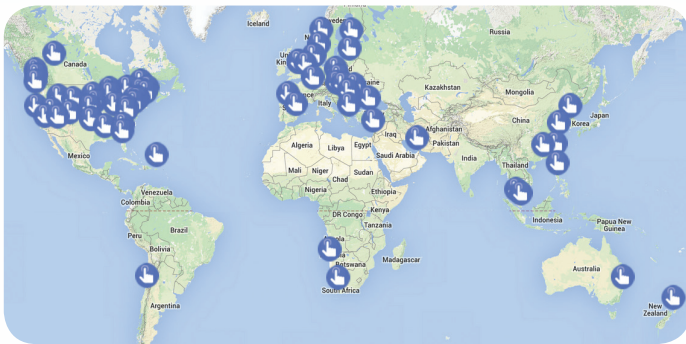 Iceland
Russia
Canada
Kazakhstan
Mongolia
Italy
China
Japan
Korea
Iraq
Afghanistan
Pakistan
Algeria
Libya
Egypt
Saudi Arabia
India
Mexico
Mali
Niger
Chad
Sudan
Thailand
Nigeria
Ethiopia
Venezuela
Colombia
DR Congo
Kenya
Indonesia
Papua New
Guinea
Tanzania
Peru
Brazil
Bolivia
Botswana
Madagascar
Australia
South Africa
Argentina
New
Zealand